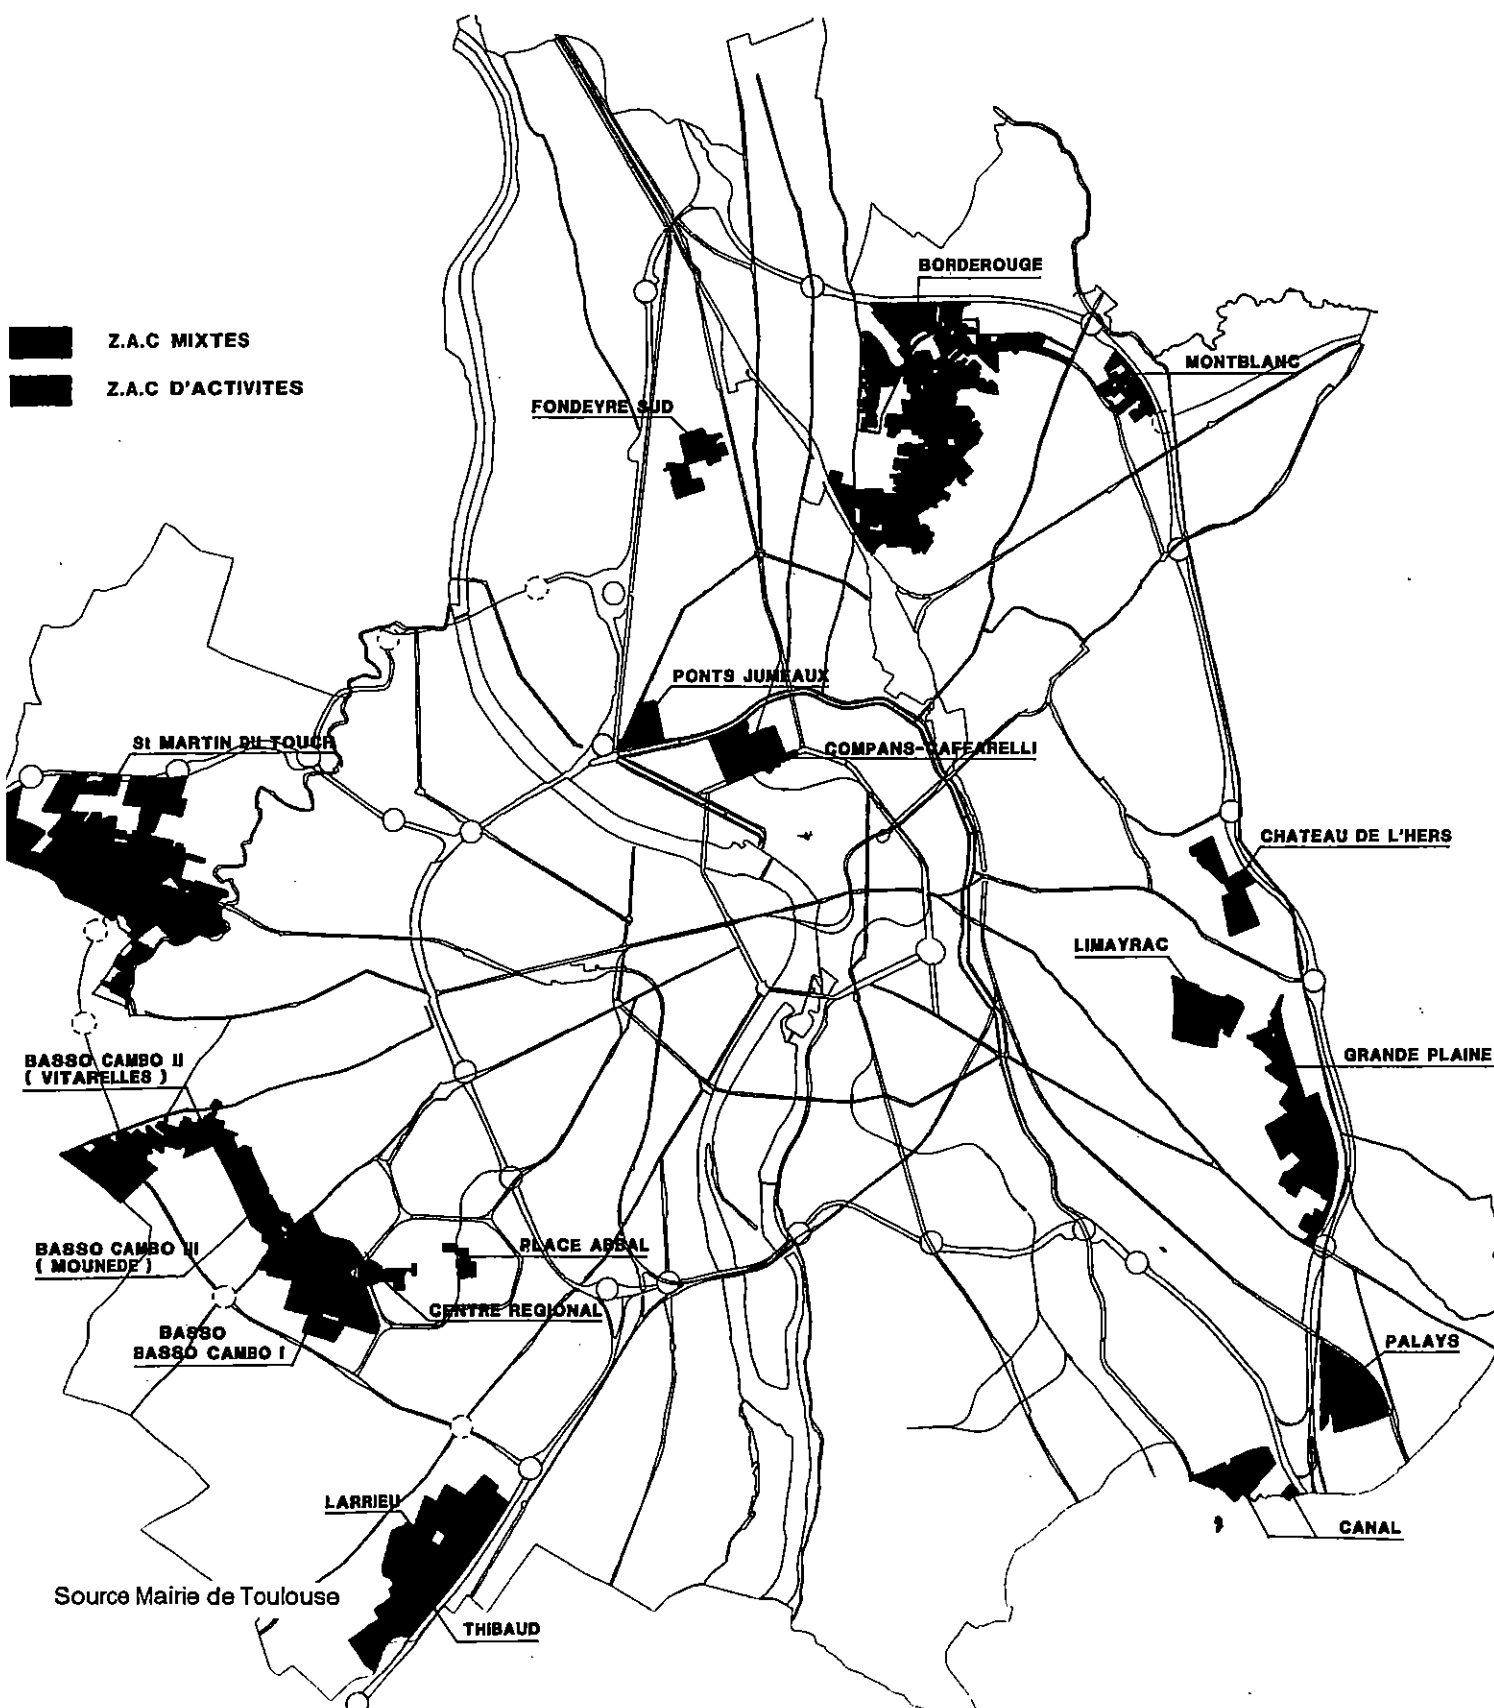 BORDEROUGE
Z.A.C MIXTES
MONTBLANC
Z.A.C D'ACTIVITES
FONDEYRE SUD
PONTS JUMEAUX
St MARTIN DU TOUCH
COMPANS-CAFFARELLI
CHATEAU DE L'HERS
LIMAYRAC
GRANDE PLAINE
BASSO CAMBO II
( VITARELLES )
BASSO CAMBO III
( MOUNEDE )
PLACE ABBAL
CENTRE REGIONAL
BASSO
BASSO CAMBO I
PALAYS
LARRIEU
CANAL
Source Mairie de Toulouse
THIBAUD